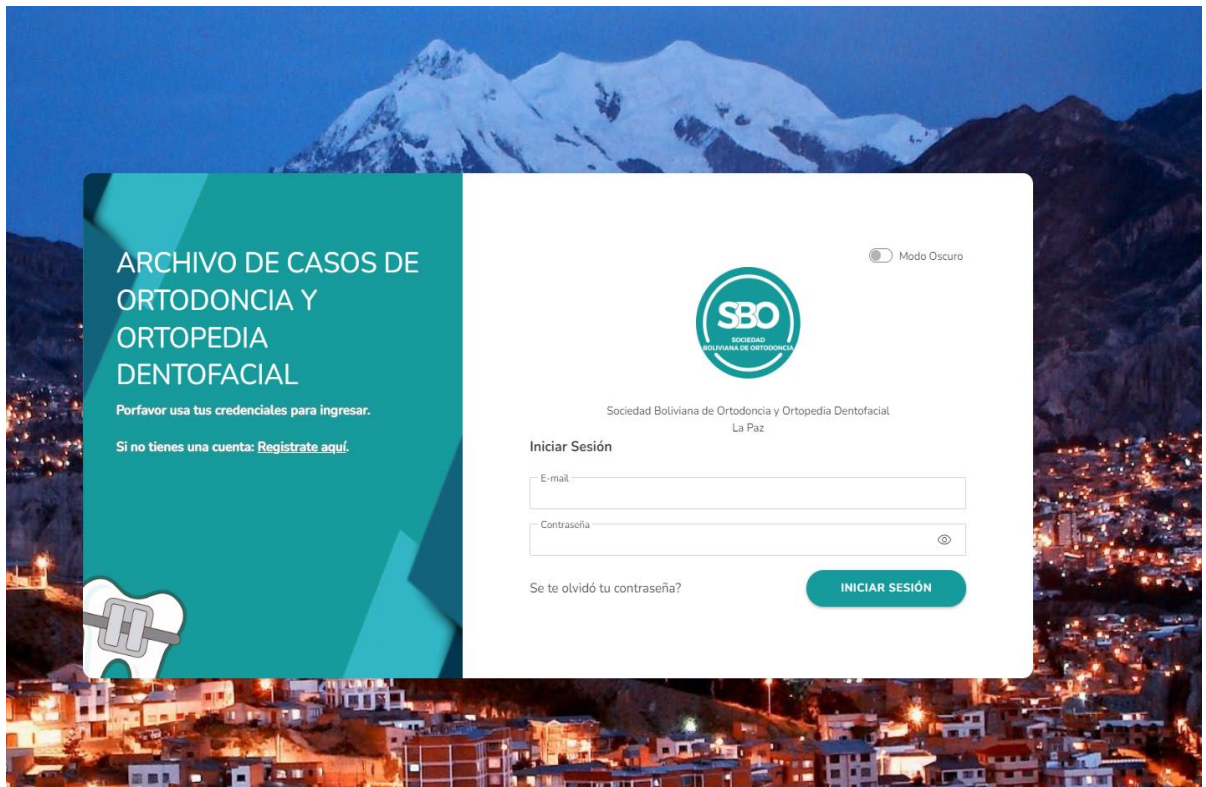 ARCHIVO DE CASOS DE
ORTODONCIA Y
ORTOPEDIA
DENTOFACIAL
Porfavor usa tus credenciales para ingresar.
Si no tienes una cuenta: Registrate aquí.
Modo Oscuro
SBO
SOCIEDAD
BOLIVIANA DE ORTODONCIA
Sociedad Boliviana de Ortodoncia y Ortopedia Dentofacial
La Paz
Iniciar Sesión
E-mail
Contraseña
Se te olvidó tu contraseña?
INICIAR SESIÓN